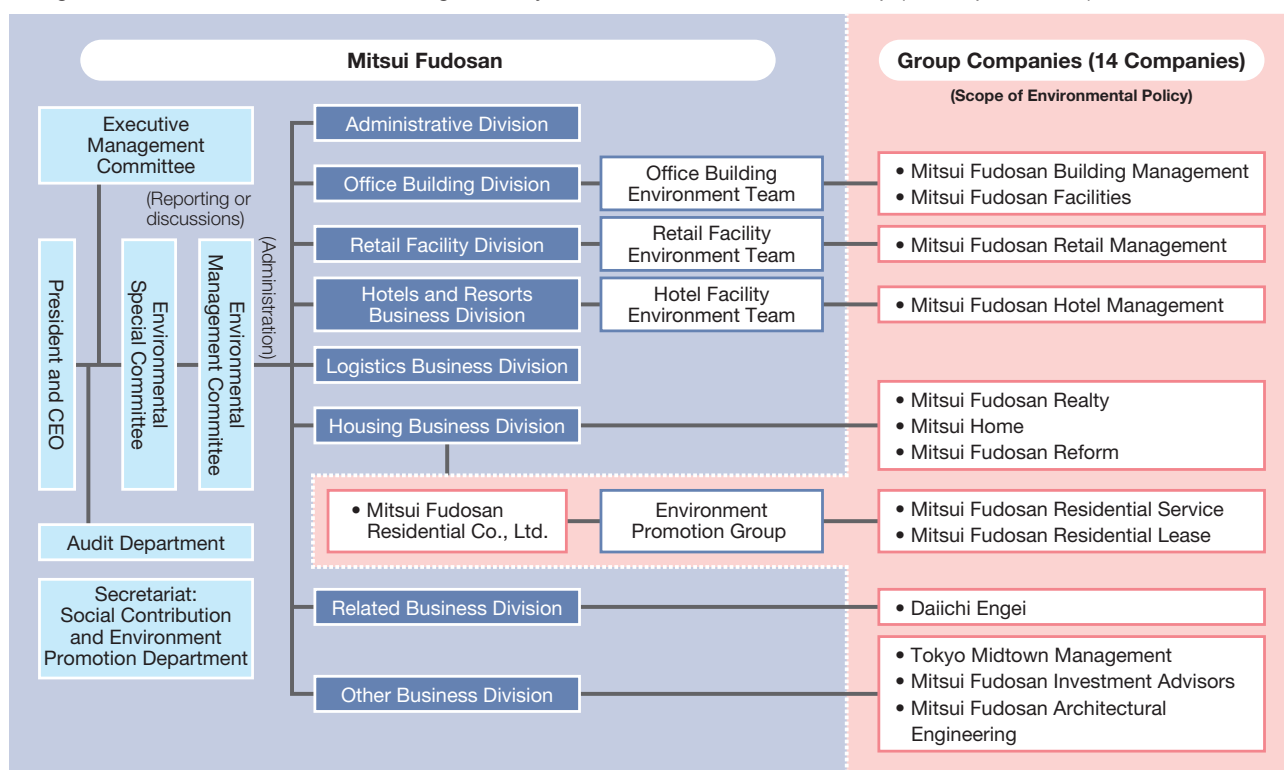 Mitsui Fudosan
Group Companies (14 Companies)
(Scope of Environmental Policy)
Executive
Management
Committee
(Reporting or
discussions)
President and CEO
Environmental
Special Committee
Environmental
Management Committee
(Administration)
Audit Department
Secretariat:
Social Contribution
and Environment
Promotion Department
Administrative Division
Office Building Division
Office Building
Environment Team
• Mitsui Fudosan Building Management
• Mitsui Fudosan Facilities
Retail Facility Division
Retail Facility
Environment Team
• Mitsui Fudosan Retail Management
Hotels and Resorts
Business Division
Hotel Facility
Environment Team
• Mitsui Fudosan Hotel Management
Logistics Business Division
Housing Business Division
• Mitsui Fudosan Realty
• Mitsui Home
• Mitsui Fudosan Reform
• Mitsui Fudosan
Residential Co., Ltd.
Environment
Promotion Group
• Mitsui Fudosan Residential Service
• Mitsui Fudosan Residential Lease
Related Business Division
• Daiichi Engei
Other Business Division
• Tokyo Midtown Management
• Mitsui Fudosan Investment Advisors
• Mitsui Fudosan Architectural
Engineering